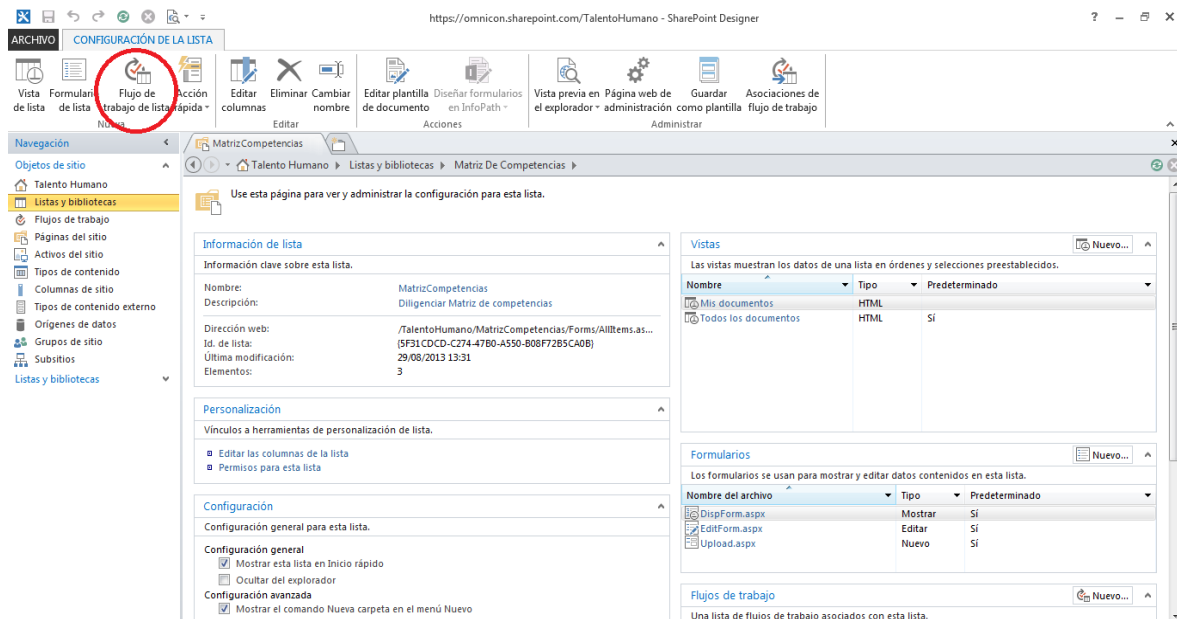 https://omnicon.sharepoint.com/TalentoHumano - SharePoint Designer
ARCHIVO CONFIGURACIÓN DE LA LISTA
Vista de lista
Formulario de lista
Flujo de trabajo de lista
Acción rápida
Editar columnas
Eliminar
Cambiar nombre
Editar plantilla de documento
Diseñar formularios en InfoPath
Vista previa en el explorador
Página web de administración
Guardar como plantilla
Asociaciones de flujo de trabajo
Nueva
Editar
Acciones
Administrar
Navegación
Objetos de sitio
Talento Humano
Listas y bibliotecas
Flujos de trabajo
Páginas del sitio
Activos del sitio
Tipos de contenido
Columnas de sitio
Tipos de contenido externo
Orígenes de datos
Grupos de sitio
Subsitios
Listas y bibliotecas
MatrizCompetencias
Talento Humano Listas y bibliotecas Matriz De Competencias
Use esta página para ver y administrar la configuración para esta lista.
Información de lista
Información clave sobre esta lista.
Nombre: MatrizCompetencias
Descripción: Diligenciar Matriz de competencias
Dirección web: /TalentoHumano/MatrizCompetencias/Forms/AllItems.as...
Id. de lista: {5F31CDCD-C274-47B0-A550-B08F72B5CA0B}
Última modificación: 29/08/2013 13:31
Elementos: 3
Personalización
Vínculos a herramientas de personalización de lista.
Editar las columnas de la lista
Permisos para esta lista
Configuración
Configuración general para esta lista.
Configuración general
Mostrar esta lista en Inicio rápido
Ocultar del explorador
Configuración avanzada
Mostrar el comando Nueva carpeta en el menú Nuevo
Vistas Nuevo...
Las vistas muestran los datos de una lista en órdenes y selecciones preestablecidos.
Nombre Tipo Predeterminado
Mis documentos HTML
Todos los documentos HTML Sí
Formularios Nuevo...
Los formularios se usan para mostrar y editar datos contenidos en esta lista.
Nombre del archivo Tipo Predeterminado
DispForm.aspx Mostrar Sí
EditForm.aspx Editar Sí
Upload.aspx Nuevo Sí
Flujos de trabajo Nuevo...
Una lista de flujos de trabajo asociados con esta lista.